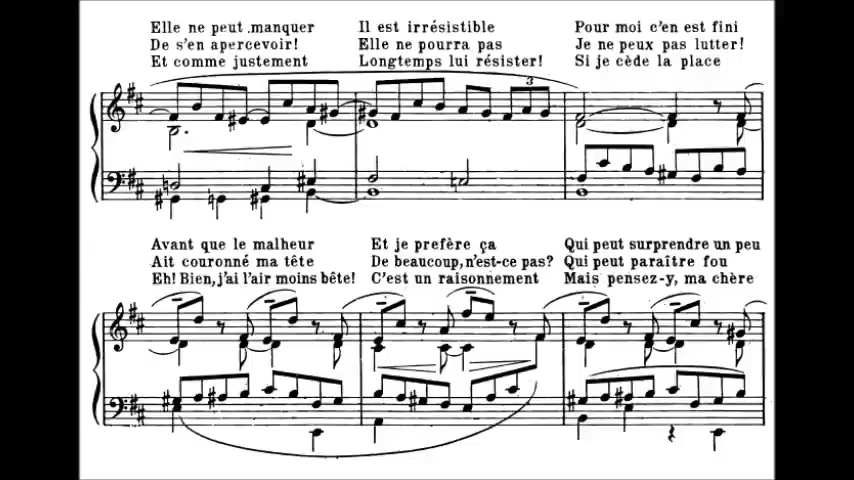 Elle ne peut manquer Il est irrésistible Pour moi c'en est fini
De s'en apercevoir! Elle ne pourra pas Je ne peux pas lutter!
Et comme justement Longtemps lui résister! Si je cède la place
3
Avant que le malheur Et je prefère ça Qui peut surprendre un peu
Ait couronné ma tête De beaucoup, n'est-ce pas? Qui peut paraître fou
Eh! Bien, j'ai l'air moins bête! C'est un raisonnement Mais pensez-y, ma chère